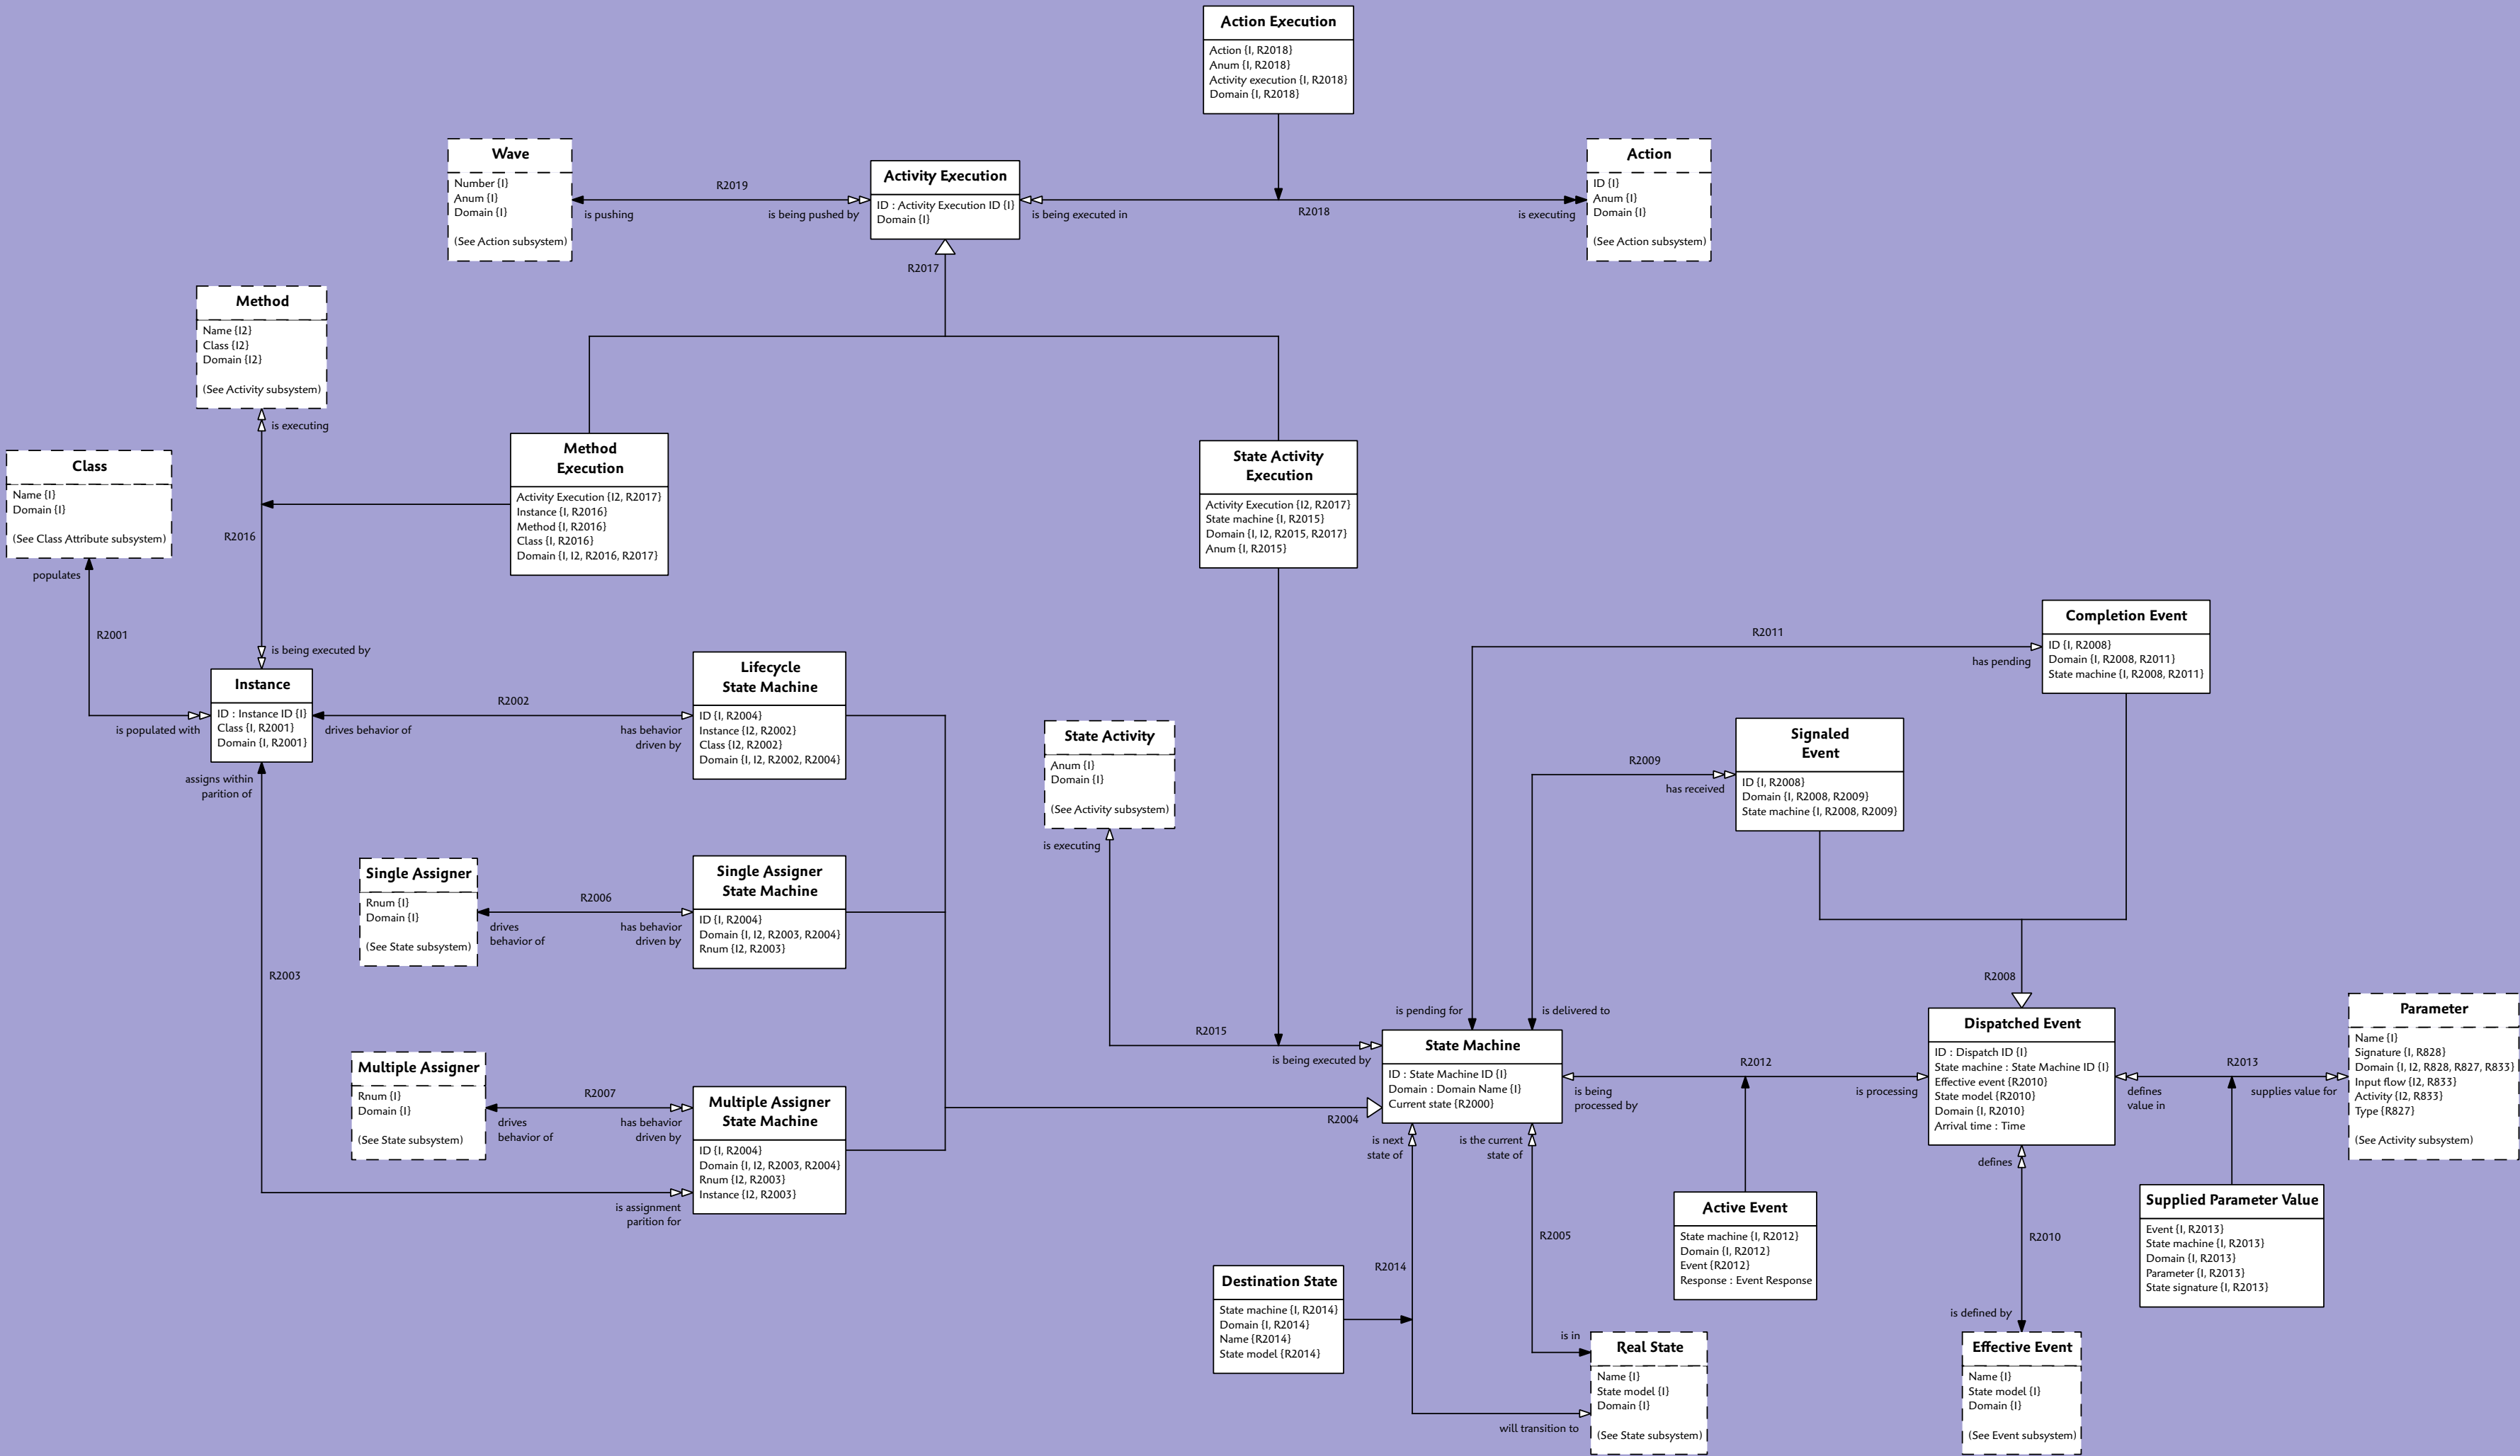 Action Execution
Action {I, R2018}
Anum {I, R2018}
Activity execution {I, R2018}
Domain {I, R2018}
Wave
Number {I}
Anum {I}
Domain {I}
(See Action subsystem)
R2019
is pushing
is being pushed by
Activity Execution
ID : Activity Execution ID {I}
Domain {I}
is being executed in
R2018
is executing
Action
ID {I}
Anum {I}
Domain {I}
(See Action subsystem)
R2017
Method
Name {I2}
Class {I2}
Domain {I2}
(See Activity subsystem)
is executing
Class
Name {I}
Domain {I}
(See Class Attribute subsystem)
populates
R2001
is populated with
R2016
is being executed by
Method
Execution
Activity Execution {I2, R2017}
Instance {I, R2016}
Method {I, R2016}
Class {I, R2016}
Domain {I, I2, R2016, R2017}
State Activity
Execution
Activity Execution {I2, R2017}
State machine {I, R2015}
Domain {I, I2, R2015, R2017}
Anum {I, R2015}
Instance
ID : Instance ID {I}
Class {I, R2001}
Domain {I, R2001}
R2002
drives behavior of
has behavior
driven by
Lifecycle
State Machine
ID {I, R2004}
Instance {I2, R2002}
Class {I2, R2002}
Domain {I, I2, R2002, R2004}
assigns within
parition of
R2003
Single Assigner
Rnum {I}
Domain {I}
(See State subsystem)
R2006
drives
behavior of
has behavior
driven by
Single Assigner
State Machine
ID {I, R2004}
Domain {I, I2, R2003, R2004}
Rnum {I2, R2003}
Multiple Assigner
Rnum {I}
Domain {I}
(See State subsystem)
R2007
drives
behavior of
has behavior
driven by
Multiple Assigner
State Machine
ID {I, R2004}
Domain {I, I2, R2003, R2004}
Rnum {I2, R2003}
Instance {I2, R2003}
is assignment
parition for
State Activity
Anum {I}
Domain {I}
(See Activity subsystem)
is executing
R2015
is being executed by
R2004
Completion Event
ID {I, R2008}
Domain {I, R2008, R2011}
State machine {I, R2008, R2011}
R2011
has pending
is pending for
Signaled
Event
ID {I, R2008}
Domain {I, R2008, R2009}
State machine {I, R2008, R2009}
R2009
has received
is delivered to
R2008
State Machine
ID : State Machine ID {I}
Domain : Domain Name {I}
Current state {R2000}
R2012
is being
processed by
is processing
Dispatched Event
ID : Dispatch ID {I}
State machine : State Machine ID {I}
Effective event {R2010}
State model {R2010}
Domain {I, R2010}
Arrival time : Time
R2013
defines
value in
supplies value for
Parameter
Name {I}
Signature {I, R828}
Domain {I, I2, R828, R827, R833}
Input flow {I2, R833}
Activity {I2, R833}
Type {R827}
(See Activity subsystem)
is next
state of
is the current
state of
R2014
R2005
is in
will transition to
Destination State
State machine {I, R2014}
Domain {I, R2014}
Name {R2014}
State model {R2014}
Real State
Name {I}
State model {I}
Domain {I}
(See State subsystem)
Active Event
State machine {I, R2012}
Domain {I, R2012}
Event {R2012}
Response : Event Response
defines
R2010
is defined by
Effective Event
Name {I}
State model {I}
Domain {I}
(See Event subsystem)
Supplied Parameter Value
Event {I, R2013}
State machine {I, R2013}
Domain {I, R2013}
Parameter {I, R2013}
State signature {I, R2013}